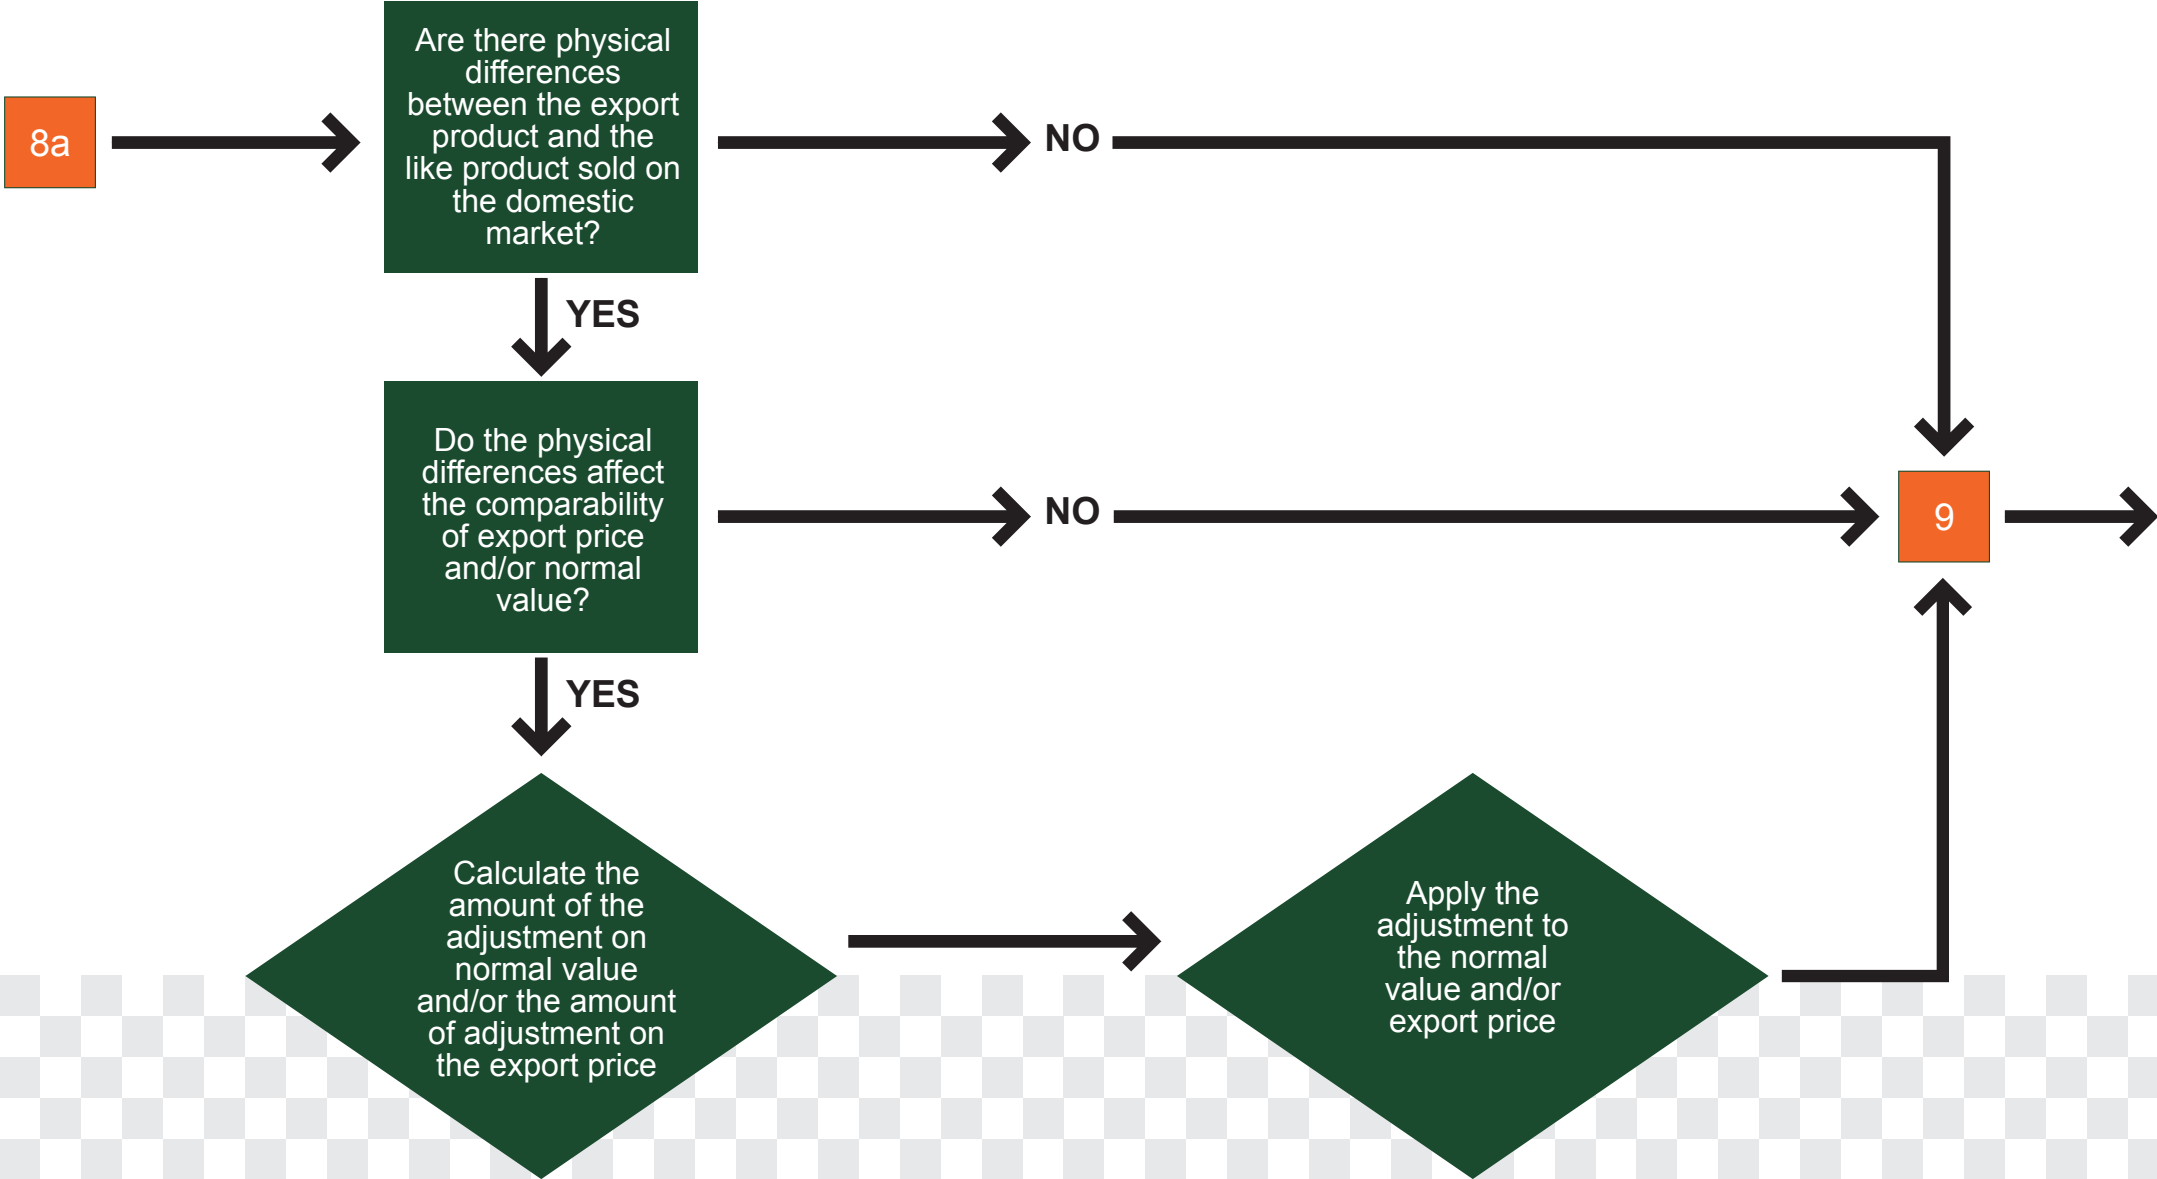 Are there physical
differences
between the export
product and the
like product sold on
the domestic
market?
8a
NO
YES
Do the physical
differences affect
the comparability
of export price
and/or normal
value?
NO
9
YES
Calculate the
amount of the
adjustment on
normal value
and/or the amount
of adjustment on
the export price
Apply the
adjustment to
the normal
value and/or
export price